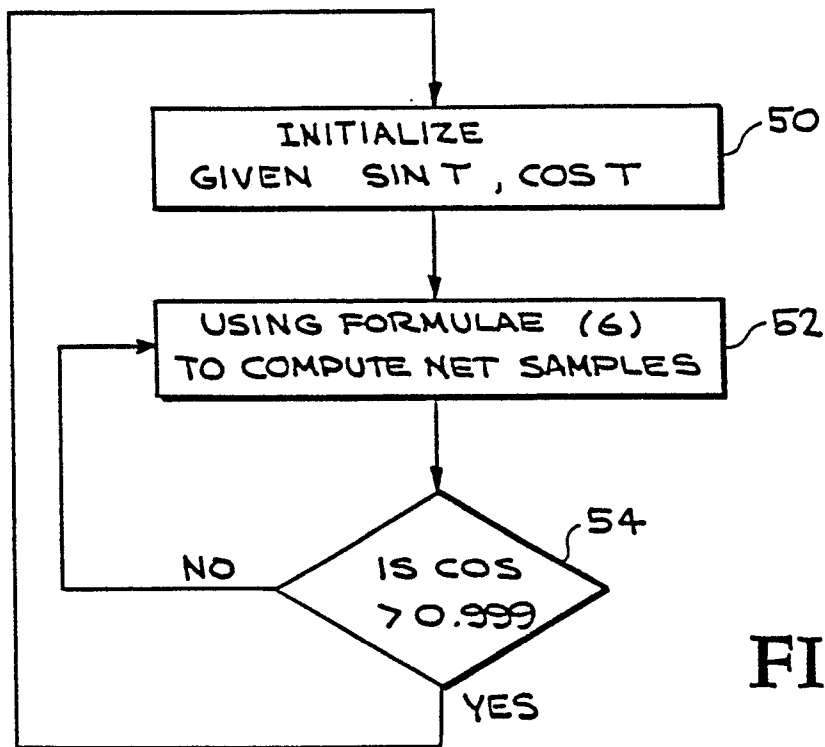 INITIALIZE
GIVEN SIN T, COS T
50
USING FORMULAE (6)
TO COMPUTE NET SAMPLES
52
54
NO
IS COS
> 0.999
YES
FI